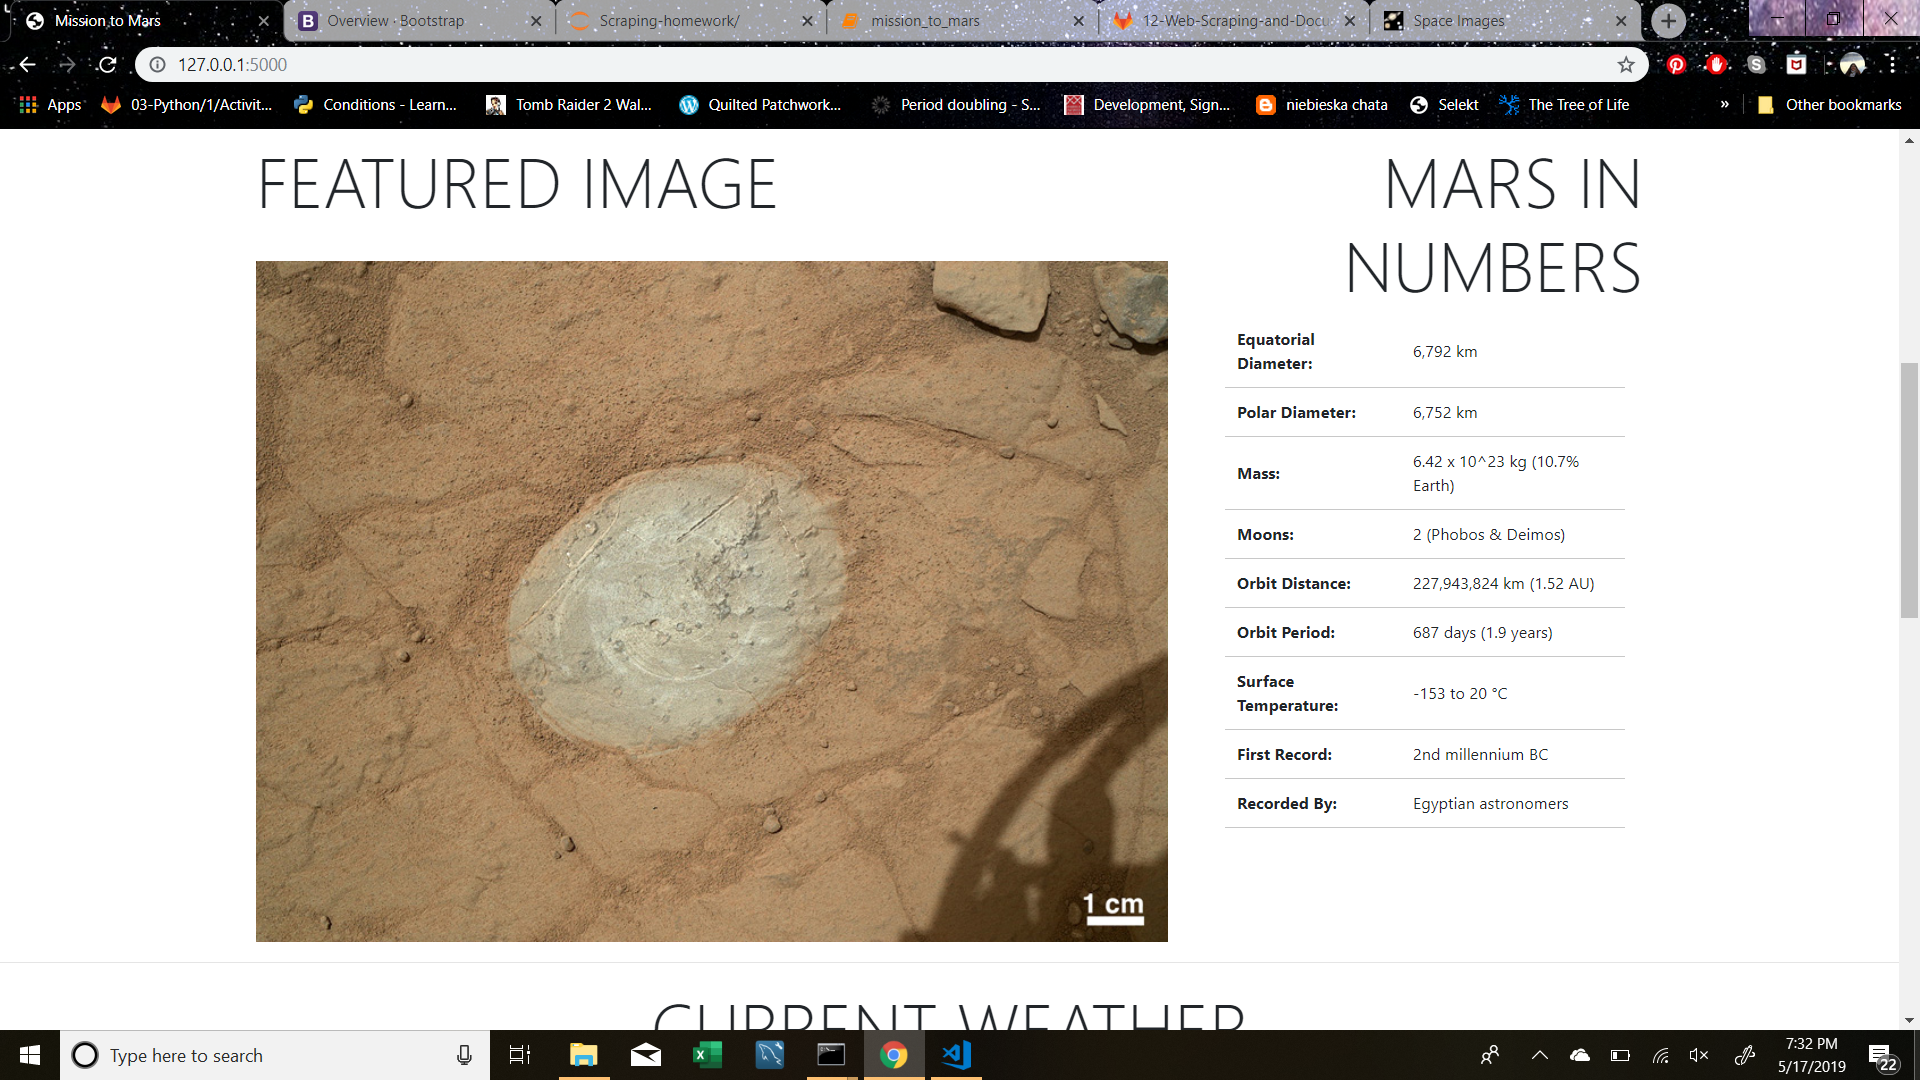 Mission to Mars
Overview · Bootstrap
Scraping-homework/
mission_to_mars
12-Web-Scraping-and-Docu
Space Images
127.0.0.1:5000
Apps
03-Python/1/Activit...
Conditions - Learn...
Tomb Raider 2 Wal...
Quilted Patchwork...
Period doubling - S...
Development, Sign...
niebieska chata
Selekt
The Tree of Life
»
Other bookmarks
FEATURED IMAGE
MARS IN
NUMBERS
Equatorial
Diameter:
6,792 km
Polar Diameter:
6,752 km
Mass:
6.42 x 10^23 kg (10.7%
Earth)
Moons:
2 (Phobos & Deimos)
Orbit Distance:
227,943,824 km (1.52 AU)
Orbit Period:
687 days (1.9 years)
Surface
Temperature:
-153 to 20 °C
First Record:
2nd millennium BC
Recorded By:
Egyptian astronomers
1 cm
CURRENT WEATHER
Type here to search
7:32 PM
5/17/2019
22